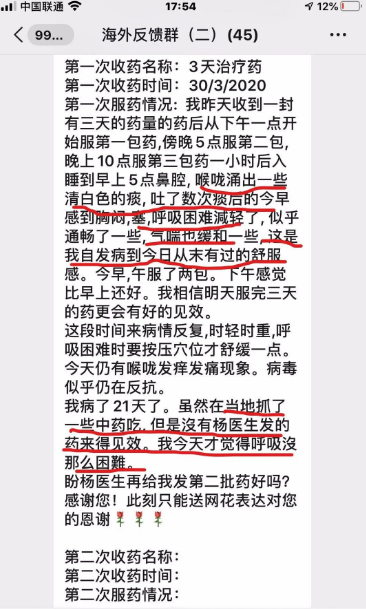 中国联通 17:54 12%
99... 海外反馈群（二）(45) ...
第一次收药名称：3天治疗药
第一次收药时间：30/3/2020
第一次服药情况：我昨天收到一封
有三天的药量的药后从下午一点开
始服第一包药,傍晚5点服第二包,
晚上10点服第三包药一小时后入
睡到早上5点鼻腔,喉咙涌出一些
清白色的痰,吐了数次痰后的今早
感到胸闷,塞,呼吸困难减轻了,似乎
通畅了一些,气喘也缓和一些,这是
我自发病到今日从末有过的舒服
感。今早,午服了两包。下午感觉
比早上还好。我相信明天服完三天
的药更会有好的见效。
这段时间来病情反复,时轻时重,呼
吸困难时要按压穴位才舒缓一点。
今天仍有喉咙发痒发痛现象。病毒
似乎仍在反抗。
我病了21天了。虽然在当地抓了
一些中药吃,但是沒有杨医生发的
药来得见效。我今天才觉得呼吸沒
那么困難。
盼杨医生再给我发第二批药好吗?
感谢您！此刻只能送网花表达对您
的恩谢🌹🌹🌹
第二次收药名称：
第二次收药时间：
第二次服药情况：